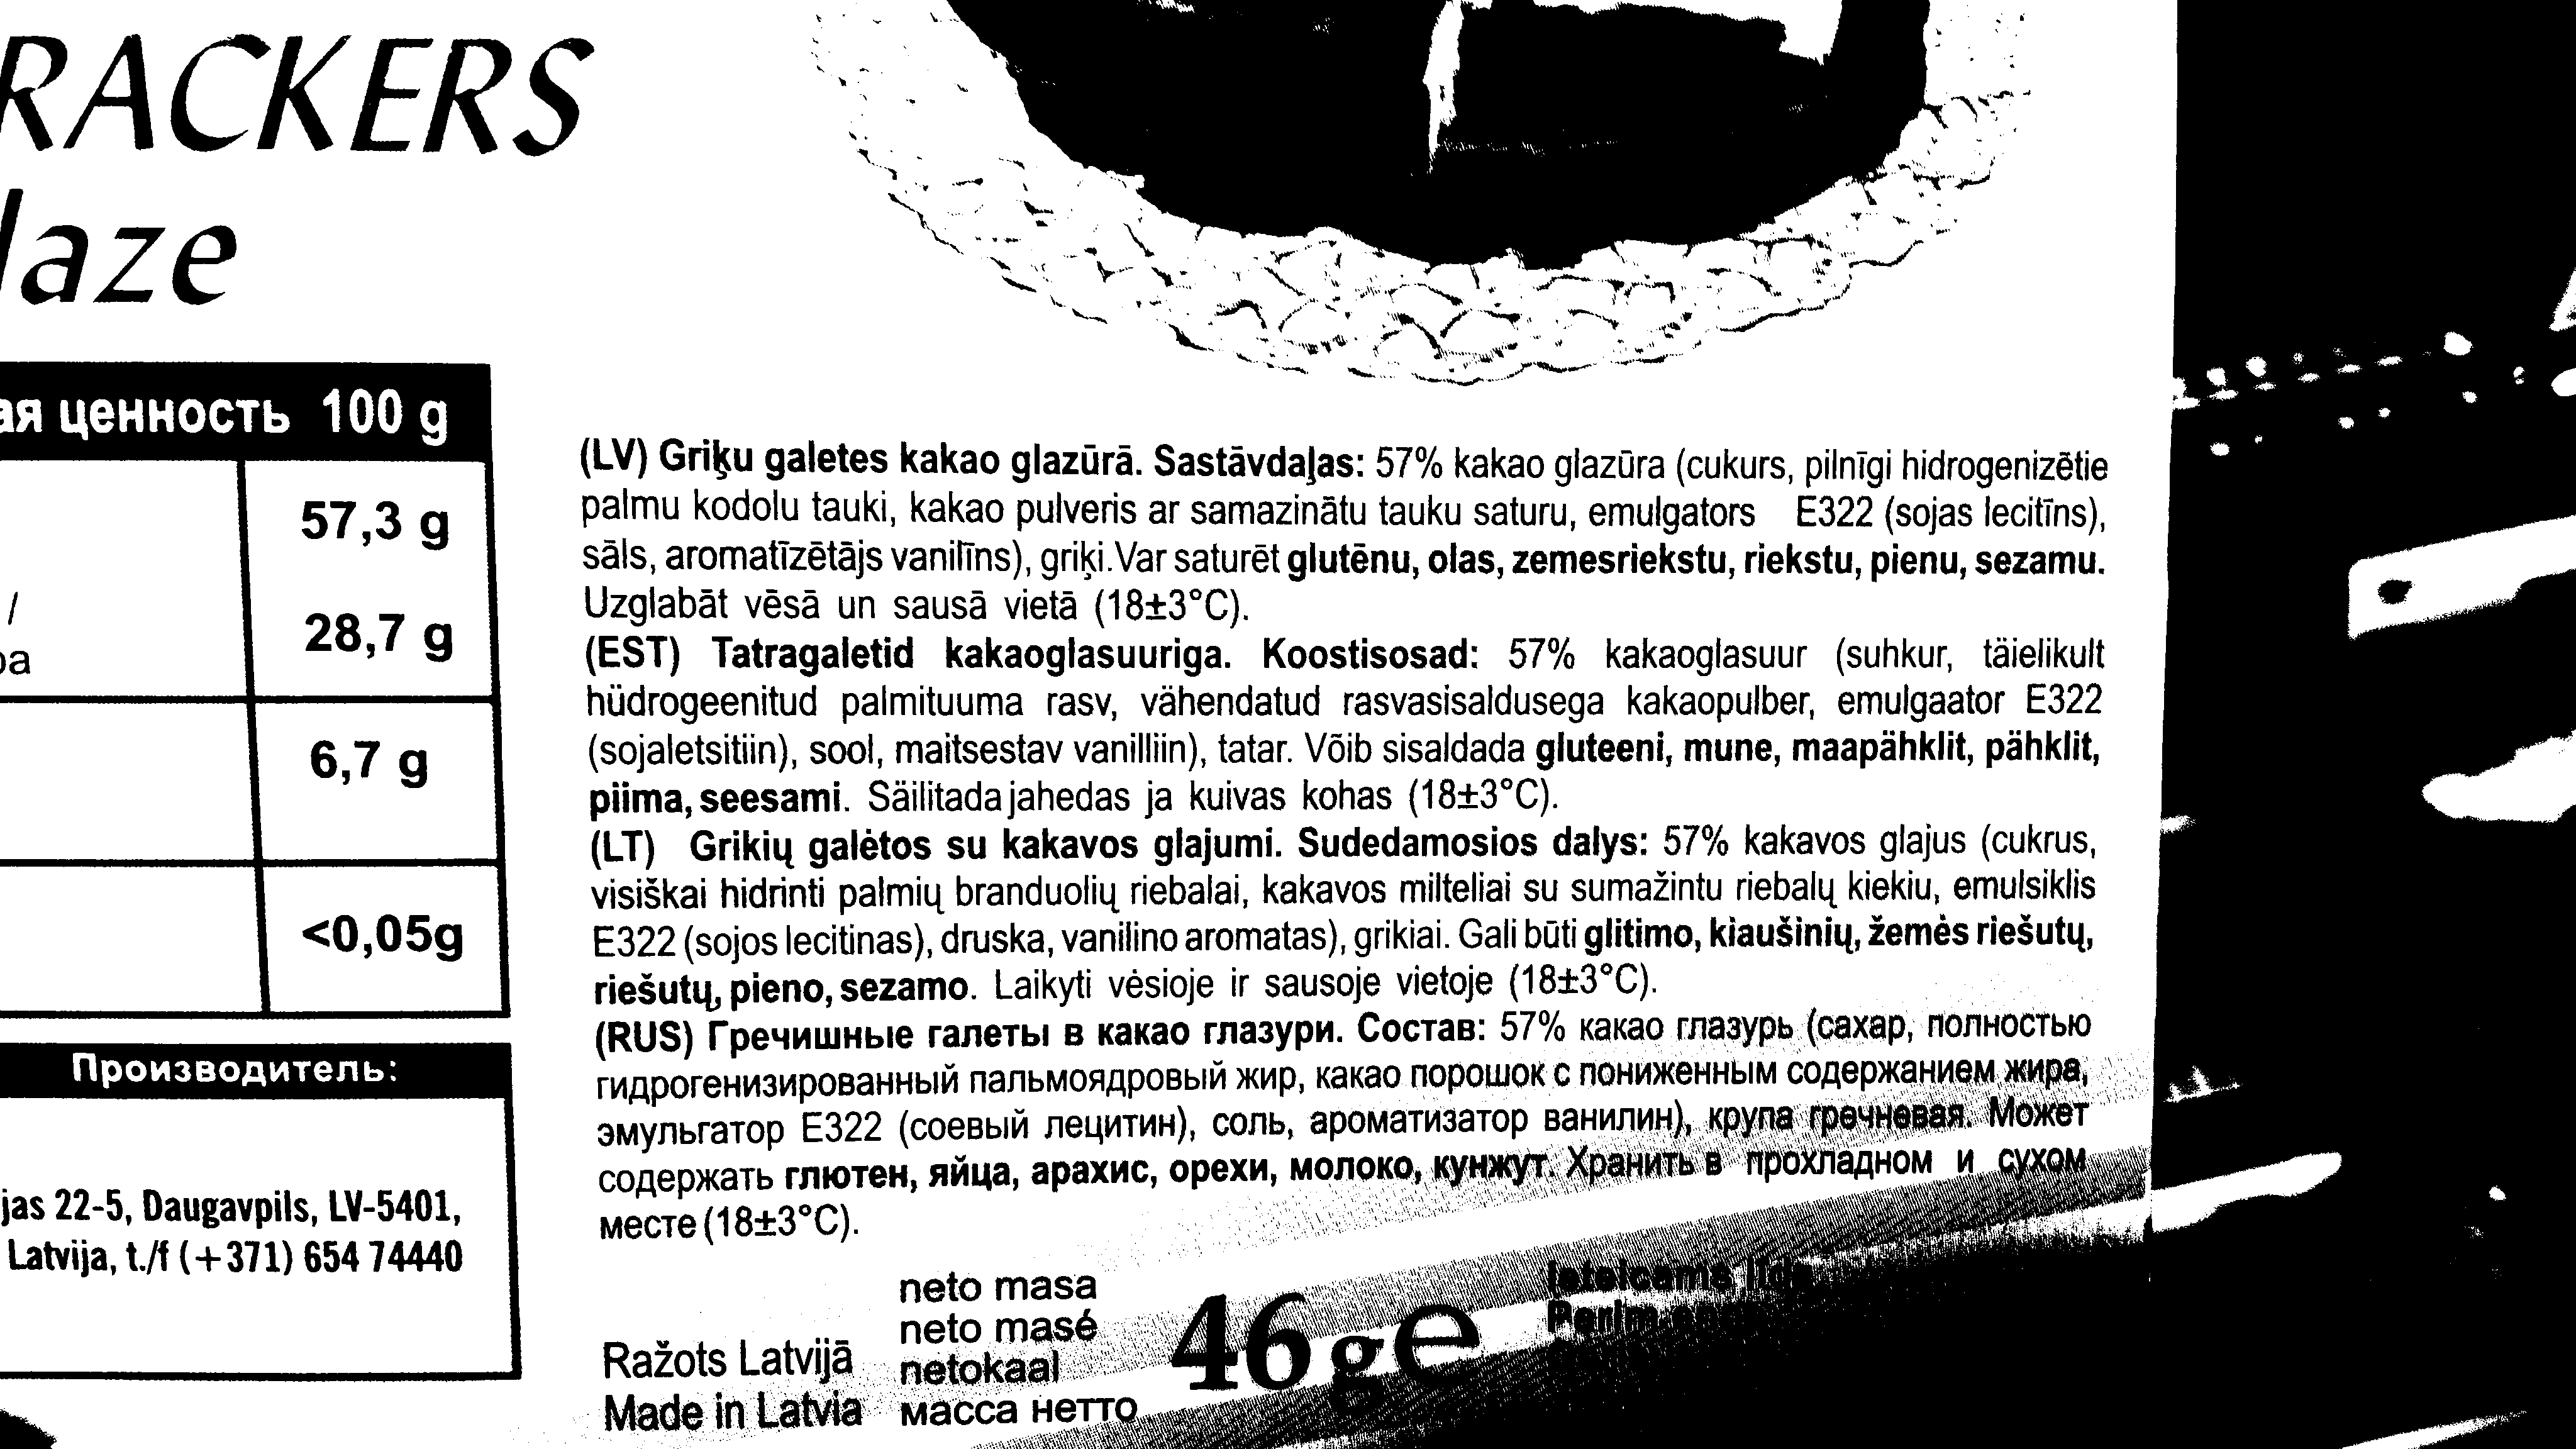 RACKERS
laze
ая ценность 100 g
57,3 g
/
28,7 g
ра
6,7 g
<0,05g
Производитель:
jas 22-5, Daugavpils, LV-5401,
Latvija, t./f (+371) 654 74440
(LV) Griķu galetes kakao glazūrā. Sastāvdaļas: 57% kakao glazūra (cukurs, pilnīgi hidrogenizētie
palmu kodolu tauki, kakao pulveris ar samazinātu tauku saturu, emulgators E322 (sojas lecitīns),
sāls, aromatīzētājs vanilīns), griķi. Var saturēt glutēnu, olas, zemesriekstu, riekstu, pienu, sezamu.
Uzglabāt vēsā un sausā vietā (18±3°C).
(EST) Tatragaletid kakaoglasuuriga. Koostisosad: 57% kakaoglasuur (suhkur, täielikult
hüdrogeenitud palmituuma rasv, vähendatud rasvasisaldusega kakaopulber, emulgaator E322
(sojaletsitiin), sool, maitsestav vanilliin), tatar. Võib sisaldada gluteeni, mune, maapähklit, pähklit,
piima, seesami. Säilitada jahedas ja kuivas kohas (18±3°C).
(LT) Grikių galėtos su kakavos glajumi. Sudedamosios dalys: 57% kakavos glajus (cukrus,
visiškai hidrinti palmių branduolių riebalai, kakavos milteliai su sumažintu riebalų kiekiu, emulsiklis
E322 (sojos lecitinas), druska, vanilino aromatas), grikiai. Gali būti glitimo, kiaušinių, žemės riešutų,
riešutų, pieno, sezamo. Laikyti vėsioje ir sausoje vietoje (18±3°C).
(RUS) Гречишные галеты в какао глазури. Состав: 57% какао глазурь (сахар, полностью
гидрогенизированный пальмоядровый жир, какао порошок с пониженным содержанием жира,
эмульгатор E322 (соевый лецитин), соль, ароматизатор ванилин), крупа гречневая. Может
содержать глютен, яйца, арахис, орехи, молоко, кунжут. Хранить в прохладном и сухом
месте (18±3°C).
Ražots Latvijā
Made in Latvia
neto masa
neto masé
netokaal
масса нетто
46 g e
Ieteicams līdz
Parim